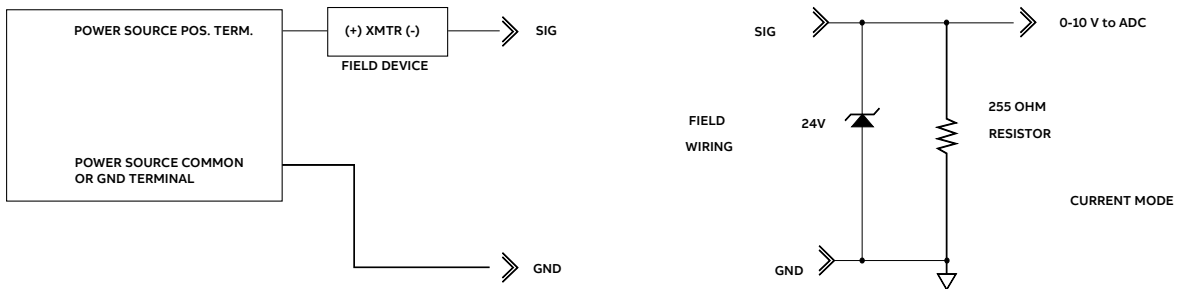 POWER SOURCE POS. TERM.
(+) XMTR (-)
SIG
FIELD DEVICE
POWER SOURCE COMMON
OR GND TERMINAL
GND
SIG
0-10 V to ADC
FIELD
WIRING
24V
255 OHM
RESISTOR
CURRENT MODE
GND